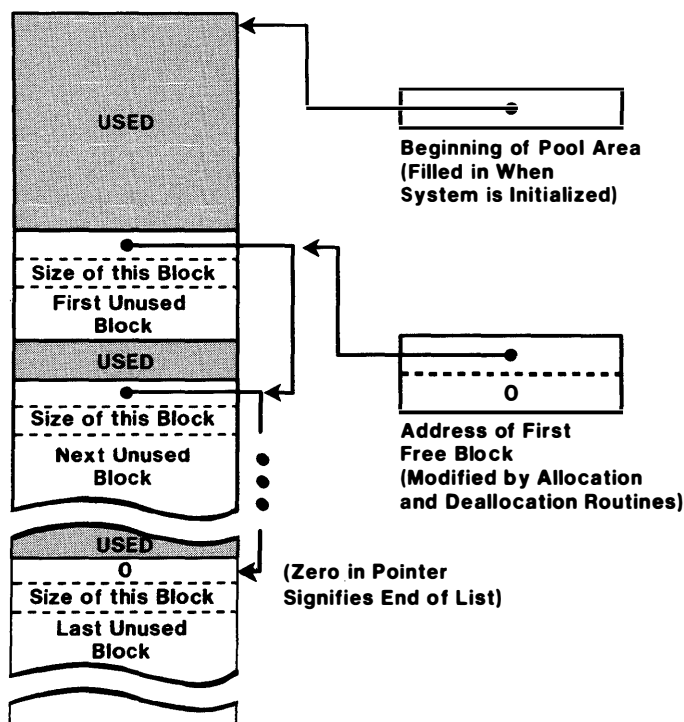 USED
Size of this Block
First Unused
Block
USED
Size of this Block
Next Unused
Block
USED
0
Size of this Block
Last Unused
Block
Beginning of Pool Area
(Filled in When
System is Initialized)
0
Address of First
Free Block
(Modified by Allocation
and Deallocation Routines)
(Zero in Pointer
Signifies End of List)